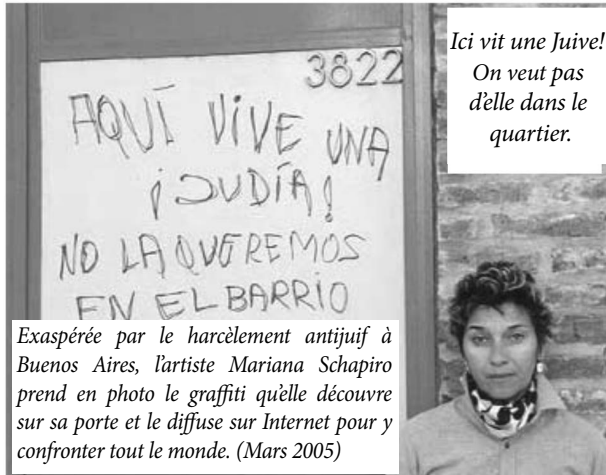 Ici vit une Juive!
On veut pas
d'elle dans le
quartier.
3822
AQUÍ VIVE UNA
¡JUDÍA!
NO LA QUEREMOS
EN EL BARRIO
Exaspérée par le harcèlement antijuif à
Buenos Aires, l'artiste Mariana Schapiro
prend en photo le graffiti qu'elle découvre
sur sa porte et le diffuse sur Internet pour y
confronter tout le monde. (Mars 2005)